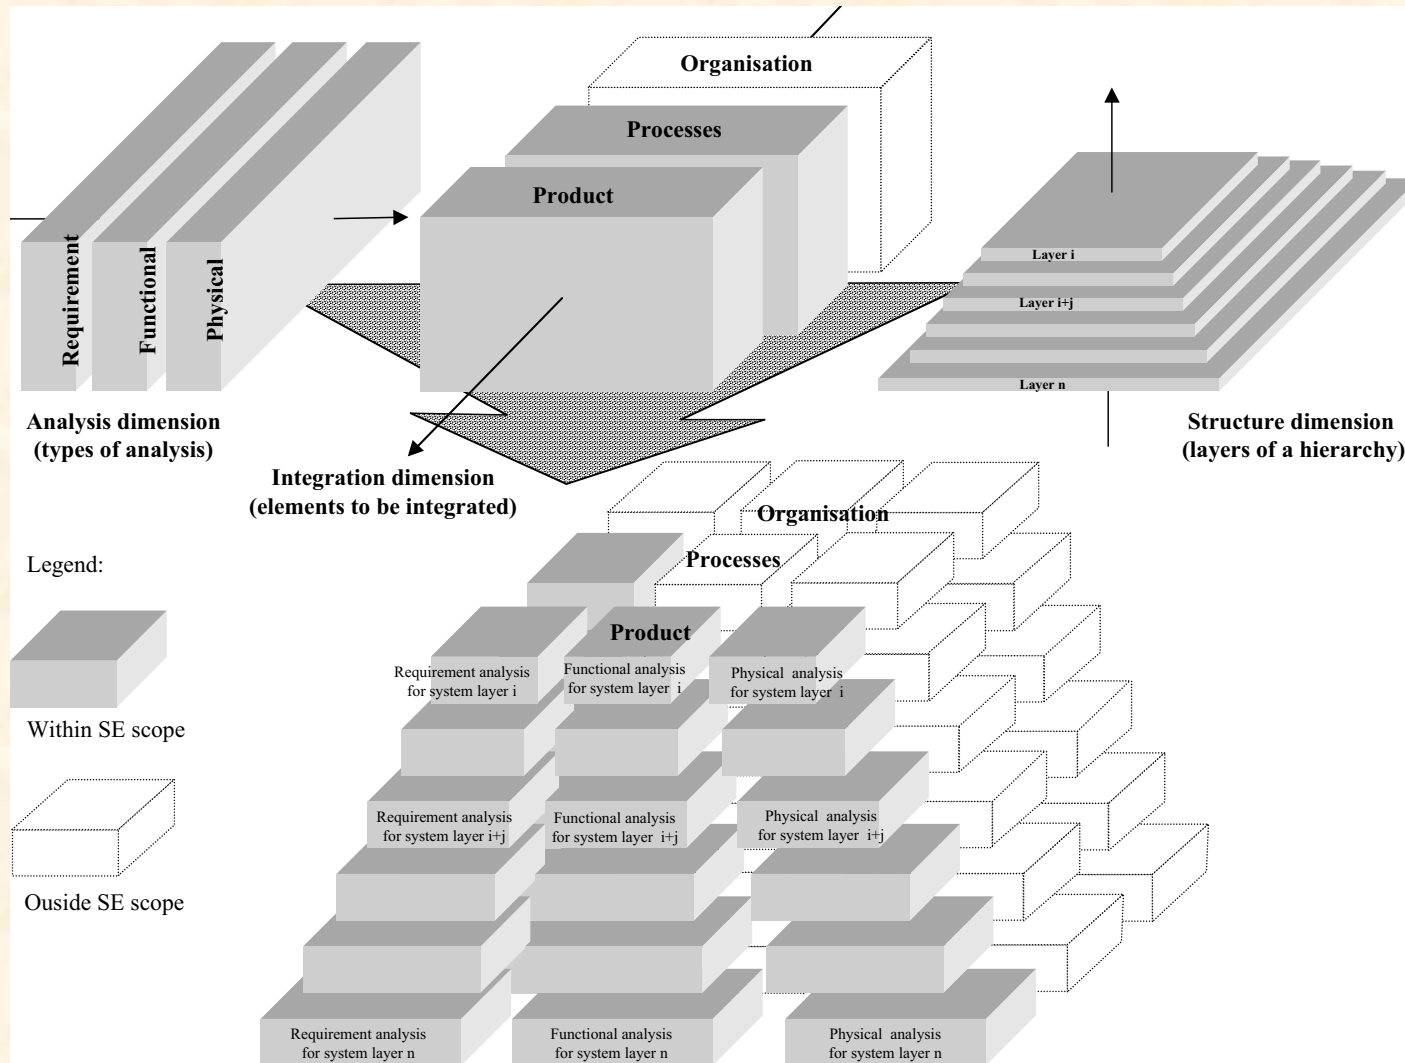 Organisation
Processes
Product
Requirement
Functional
Physical
Layer i
Layer i+j
Layer n
Analysis dimension
(types of analysis)
Structure dimension
(layers of a hierarchy)
Integration dimension
(elements to be integrated)
Organisation
Processes
Product
Legend:
Within SE scope
Ouside SE scope
Requirement analysis
for system layer i
Functional analysis
for system layer i
Physical analysis
for system layer i
Requirement analysis
for system layer i+j
Functional analysis
for system layer i+j
Physical analysis
for system layer i+j
Requirement analysis
for system layer n
Functional analysis
for system layer n
Physical analysis
for system layer n